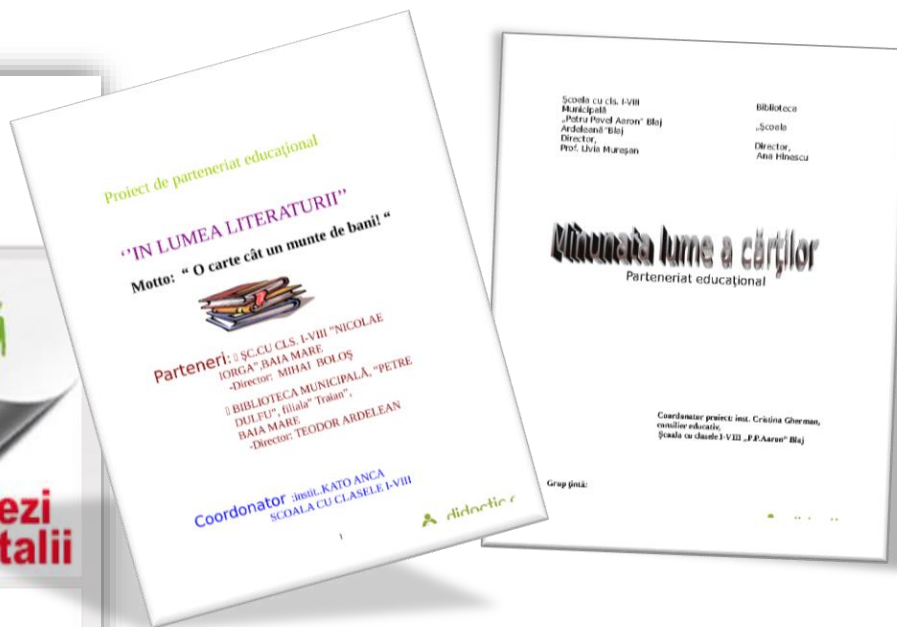 ezi
talii
Proiect de parteneriat educaţional
‘’IN LUMEA LITERATURII’’
Motto: “ O carte cât un munte de bani! “
Parteneri: ŞC.CU CLS. I-VIII "NICOLAE
IORGA",BAIA MARE
-Director: MIHAI BOLOŞ
BIBLIOTECA MUNICIPALĂ, "PETRE
DULFU", filiala" Traian",
BAIA MARE
-Director: TEODOR ARDELEAN
Coordonator :instit..KATO ANCA
SCOALA CU CLASELE I-VIII
1
didactic
Şcoala cu cls. I-VIII
Municipală
„Petru Pavel Aaron" Blaj
Ardeleană"Blaj
Director,
Prof. Livia Mureşan
Biblioteca
„Şcoala
Director,
Ana Hinescu
Minunata lume a cărţilor
Parteneriat educaţional
Coordonator proiect: inst. Cristina Gherman,
consilier educativ,
Şcoala cu clasele I-VIII „P.P.Aaron" Blaj
Grup ţintă: